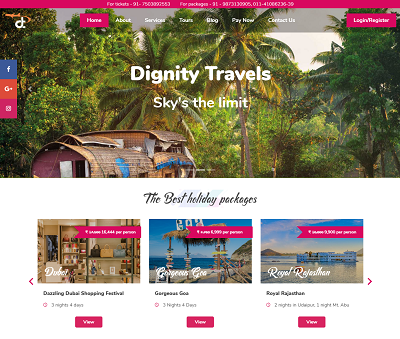 For tickets - 91- 7503892553 For packages - 91 - 9873130905, 011-41086236-39
dt
Home About Services Tours Blog Pay Now Contact Us Login/Register
f
G+
Dignity Travels
Sky's the limit
The Best holiday packages
16,444 per person
6,999 per person
9,900 per person
Dubai
Gorgeous Goa
Royal Rajasthan
Dazzling Dubai Shopping Festival
Gorgeous Goa
Royal Rajasthan
3 nights 4 days
3 Nights 4 Days
2 nights in Udaipur, 1 night Mt. Abu
View
View
View